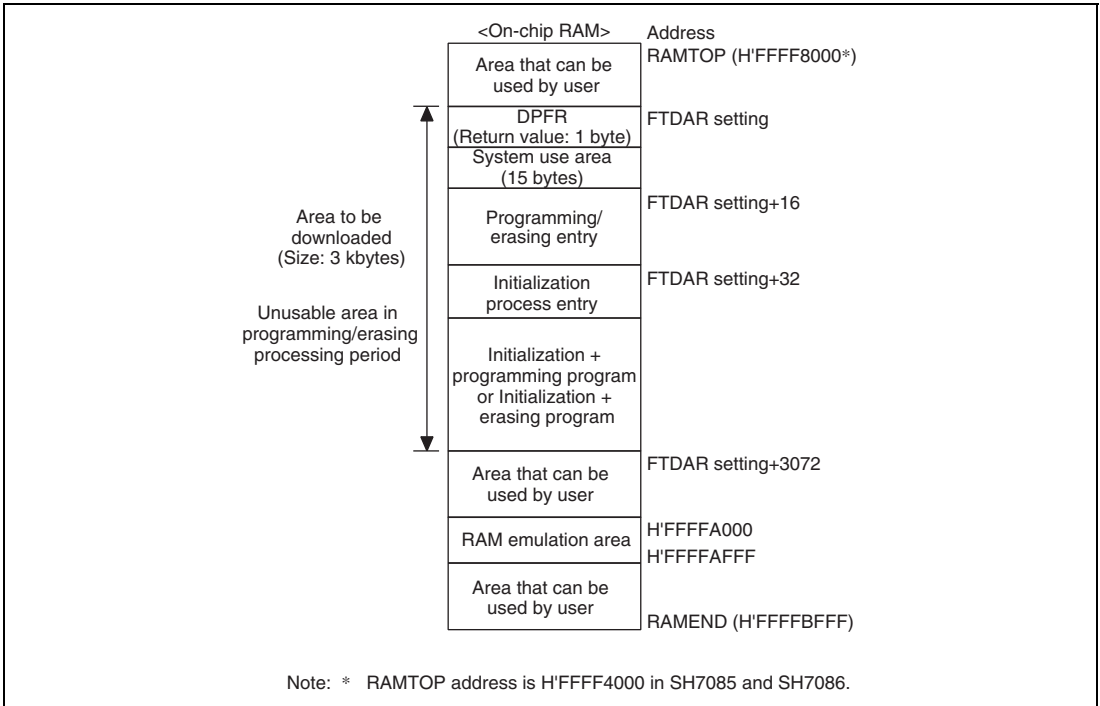 <On-chip RAM>
Address
RAMTOP (H'FFFF8000*)
Area that can be
used by user
DPFR
(Return value: 1 byte)
FTDAR setting
System use area
(15 bytes)
FTDAR setting+16
Programming/
erasing entry
Area to be
downloaded
(Size: 3 kbytes)
FTDAR setting+32
Initialization
process entry
Unusable area in
programming/erasing
processing period
Initialization +
programming program
or Initialization +
erasing program
FTDAR setting+3072
Area that can be
used by user
H'FFFFA000
RAM emulation area
H'FFFFAFFF
Area that can be
used by user
RAMEND (H'FFFFBFFF)
Note: * RAMTOP address is H'FFFF4000 in SH7085 and SH7086.